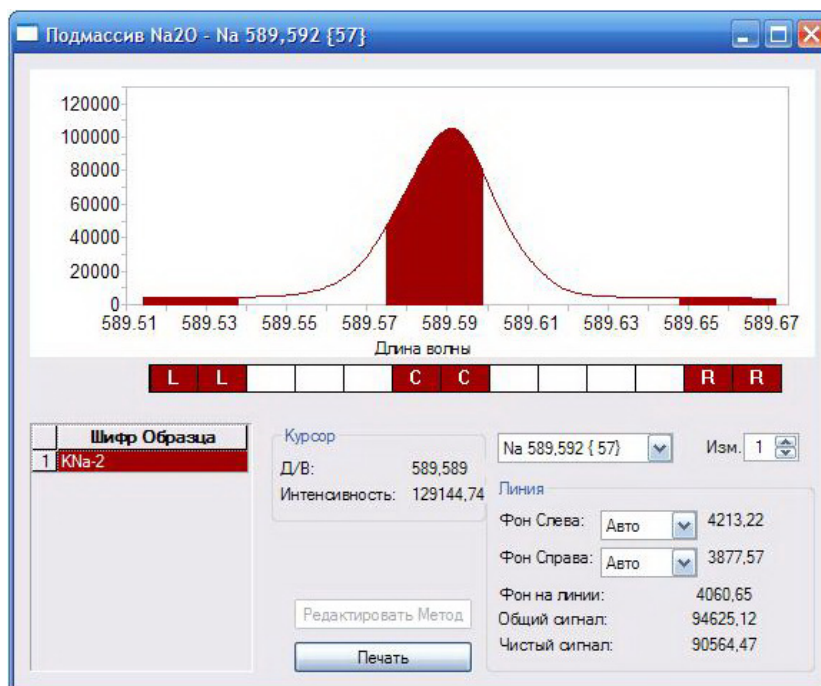 Подмассив Na2O - Na 589,592 {57}
120000
100000
80000
60000
40000
20000
0
589.51 589.53 589.55 589.57 589.59 589.61 589.63 589.65 589.67
Длина волны
L L C C R R
Шифр Образца
1 KNa-2
Курсор
Д/В: 589,589
Интенсивность: 129144,74
Редактировать Метод
Печать
Na 589,592 { 57} Изм. 1
Линия
Фон Слева: Авто 4213,22
Фон Справа: Авто 3877,57
Фон на линии: 4060,65
Общий сигнал: 94625,12
Чистый сигнал: 90564,47